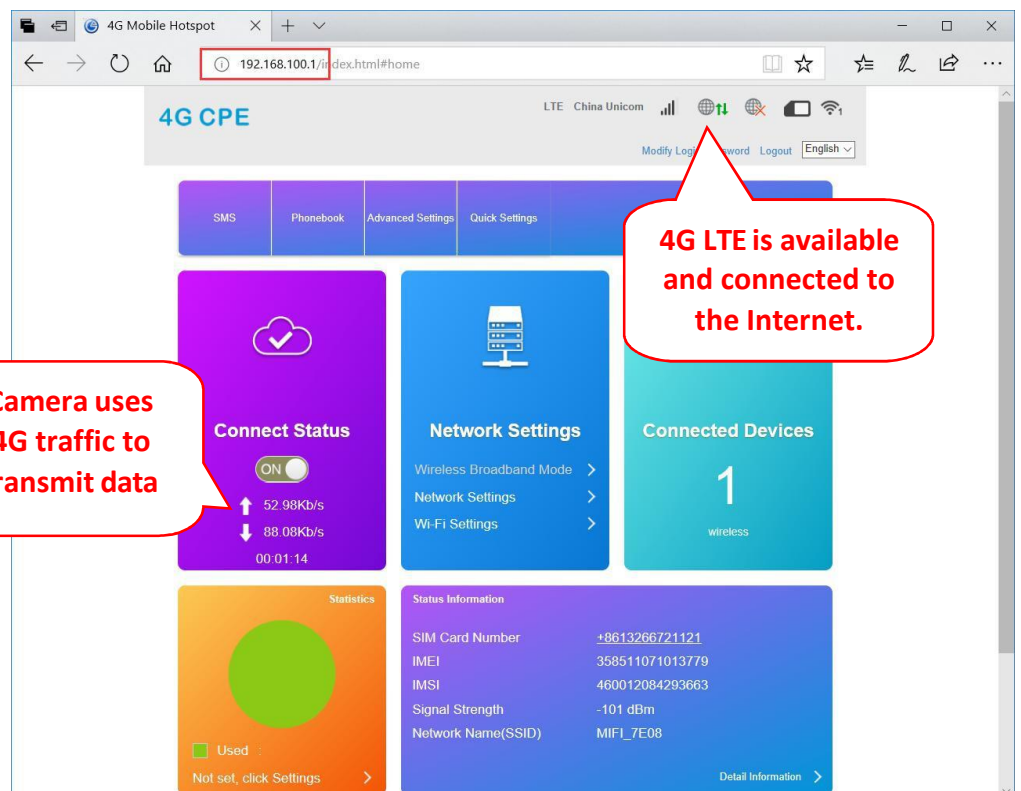 4G Mobile Hotspot
192.168.100.1/index.html#home
4G CPE
LTE China Unicom
1
Modify Login Password Logout English
SMS Phonebook Advanced Settings Quick Settings
4G LTE is available
and connected to
the Internet.
Camera uses
4G traffic to
transmit data
Connect Status
ON
52.98Kb/s
88.08Kb/s
00:01:14
Network Settings
Wireless Broadband Mode
Network Settings
Wi-Fi Settings
Connected Devices
1
wireless
Statistics
Used :
Not set, click Settings
Status Information
SIM Card Number +8613266721121
IMEI 358511071013779
IMSI 460012084293663
Signal Strength -101 dBm
Network Name(SSID) MIFI_7E08
Detail Information